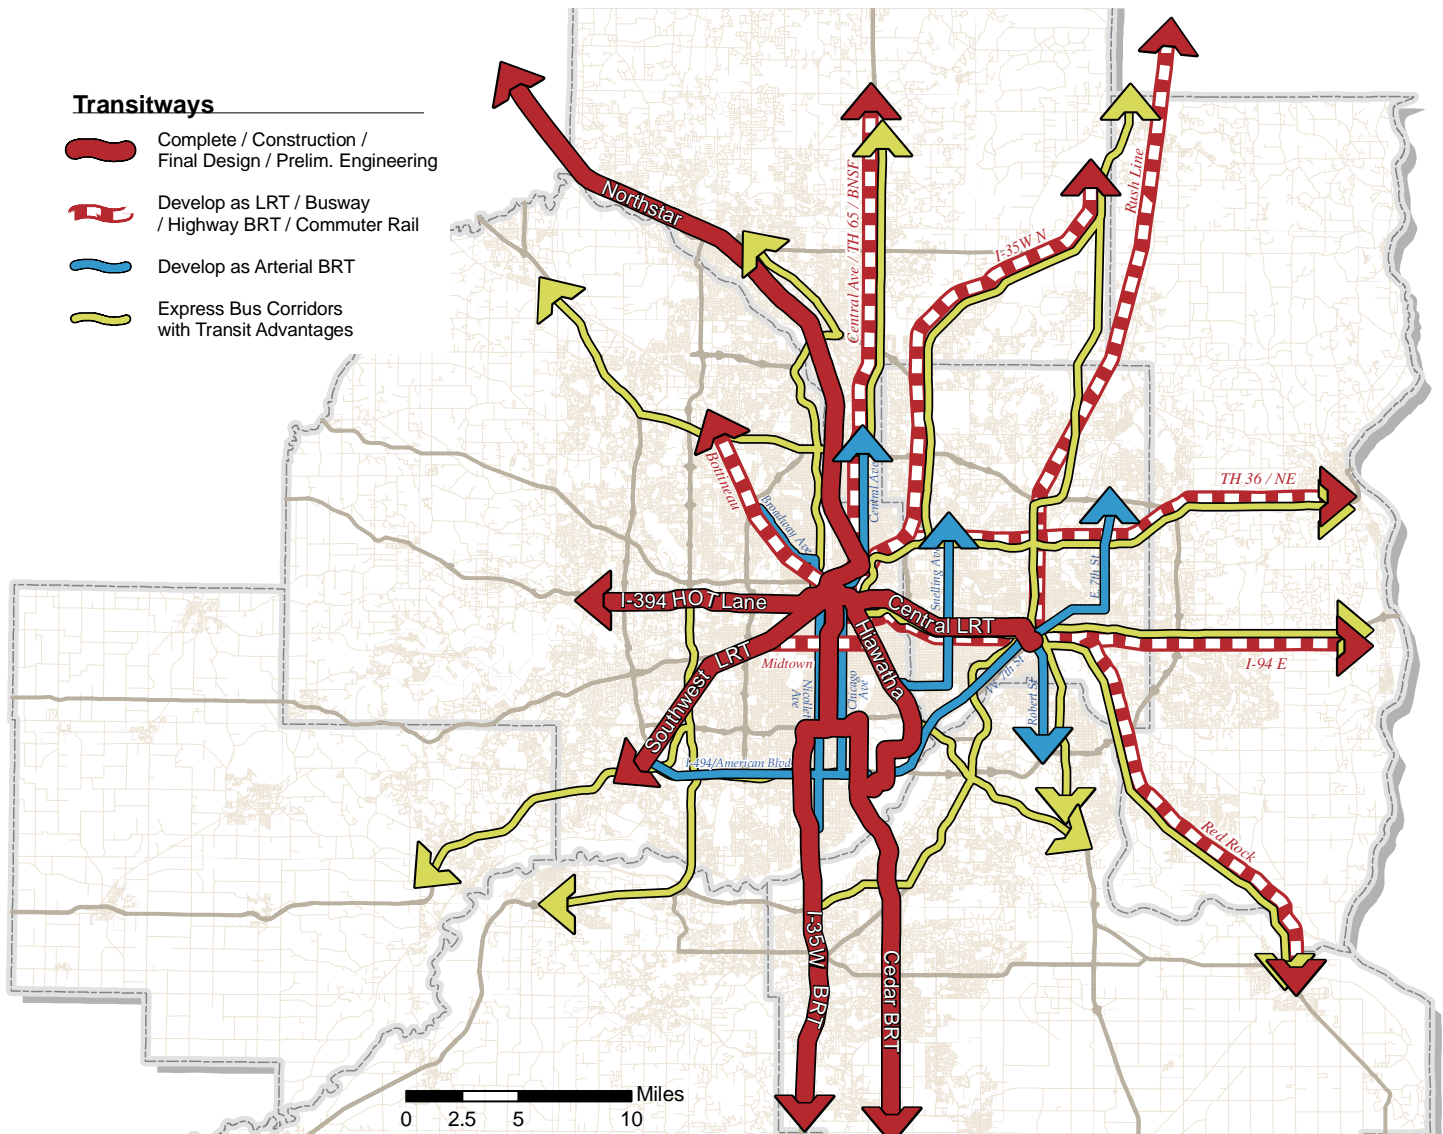 Transitways
Complete / Construction /
Final Design / Prelim. Engineering
Develop as LRT / Busway
/ Highway BRT / Commuter Rail
Develop as Arterial BRT
Express Bus Corridors
with Transit Advantages
Northstar
Central Ave / TH 65 / BNSF
I-35W N
Rush Line
Bottineau
Broadway Ave
Central Ave
TH 36 / NE
Snelling Ave
E. 7th St
I-394 HOT Lane
Central LRT
Hiawatha
Midtown
I-94 E
Southwest LRT
Nicollet
Ave
Chicago
Ave
W. 7th St
Robert St
I-494/American Blvd
Red Rock
I-35W BRT
Cedar BRT
Miles
0 2.5 5 10